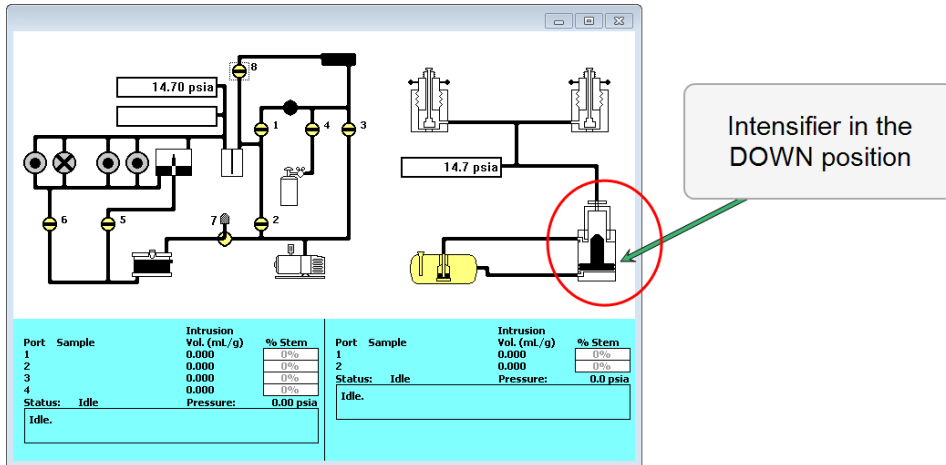 8
14.70 psia
1 4 3
14.7 psia
6 5 7 2
Intensifier in the
DOWN position
Intrusion
Port Sample Vol. (mL/g) % Stem
1 0.000 0%
2 0.000 0%
3 0.000 0%
4 0.000 0%
Status: Idle Pressure: 0.00 psia
Idle.
Intrusion
Port Sample Vol. (mL/g) % Stem
1 0.000 0%
2 0.000 0%
Status: Idle Pressure: 0.0 psia
Idle.